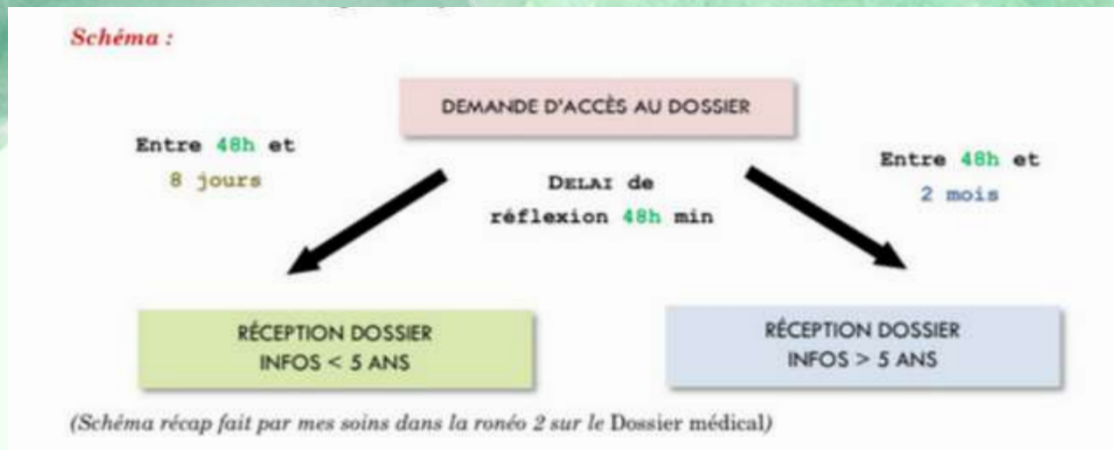 Schéma :
DEMANDE D'ACCÈS AU DOSSIER
Entre 48h et
8 jours
DELAI de
réflexion 48h min
Entre 48h et
2 mois
RÉCEPTION DOSSIER
INFOS < 5 ANS
RÉCEPTION DOSSIER
INFOS > 5 ANS
(Schéma récap fait par mes soins dans la ronéo 2 sur le Dossier médical)